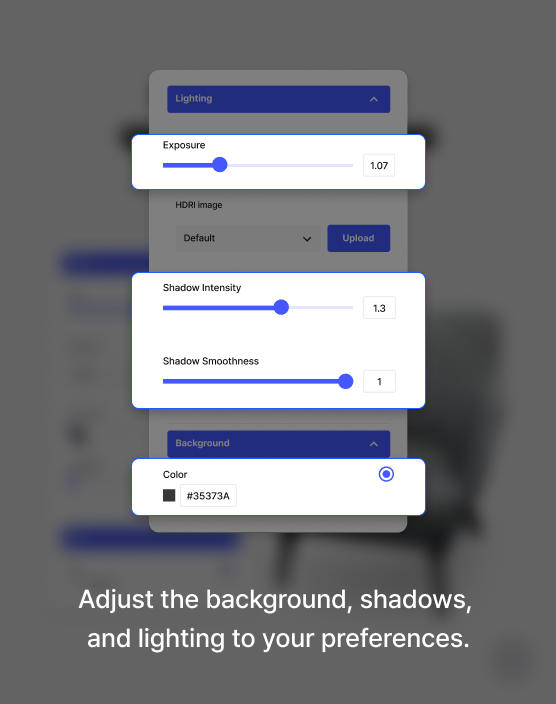 Lighting
Exposure
1.07
HDRI image
Default
Upload
Shadow Intensity
1.3
Shadow Smoothness
1
Background
Color
#35373A
Adjust the background, shadows,
and lighting to your preferences.